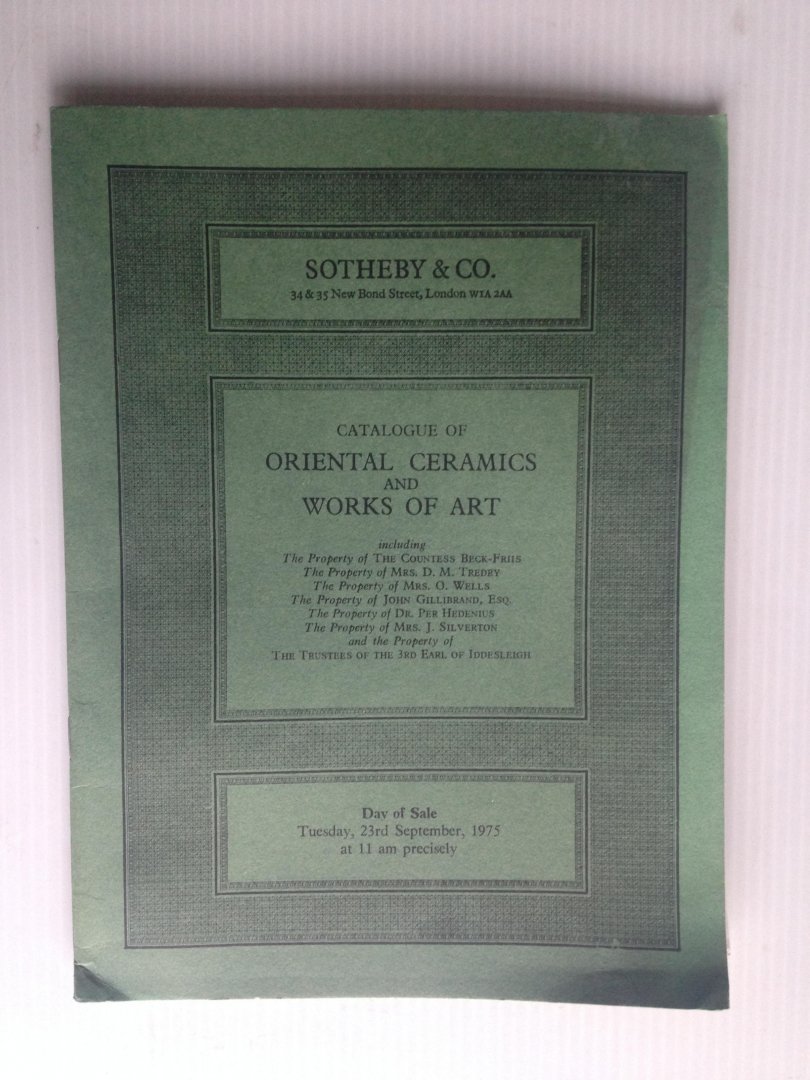 SOTHEBY & CO.
34 & 35 New Bond Street, London W1A 2AA
CATALOGUE OF
ORIENTAL CERAMICS
AND
WORKS OF ART
including
The Property of THE COUNTESS BECK-FRIIS
The Property of MRS. D. M. TREDEY
The Property of MRS. O. WELLS
The Property of JOHN GILLIBRAND, ESQ.
The Property of DR. PER HEDENIUS
The Property of MRS. J. SILVERTON
and the Property of
THE TRUSTEES OF THE 3RD EARL OF IDDESLEIGH
Day of Sale
Tuesday, 23rd September, 1975
at 11 am precisely